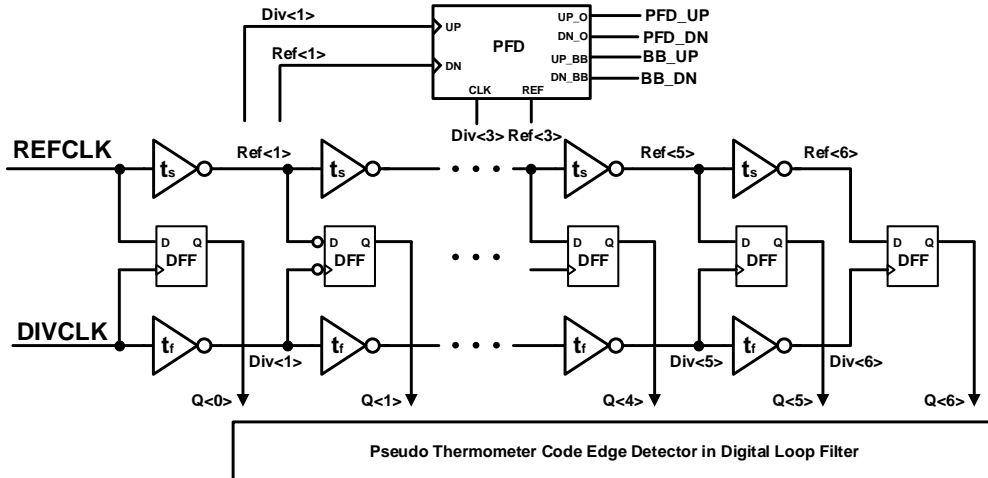 Div<1>
Ref<1>
UP
DN
PFD
UP_O
DN_O
UP_BB
DN_BB
CLK
REF
PFD_UP
PFD_DN
BB_UP
BB_DN
Div<3>
Ref<3>
REFCLK
ts
Ref<1>
ts
ts
Ref<5>
ts
Ref<6>
D Q
DFF
D Q
DFF
D Q
DFF
D Q
DFF
D Q
DFF
DIVCLK
tf
Div<1>
tf
tf
Div<5>
tf
Div<6>
Q<0>
Q<1>
Q<4>
Q<5>
Q<6>
Pseudo Thermometer Code Edge Detector in Digital Loop Filter